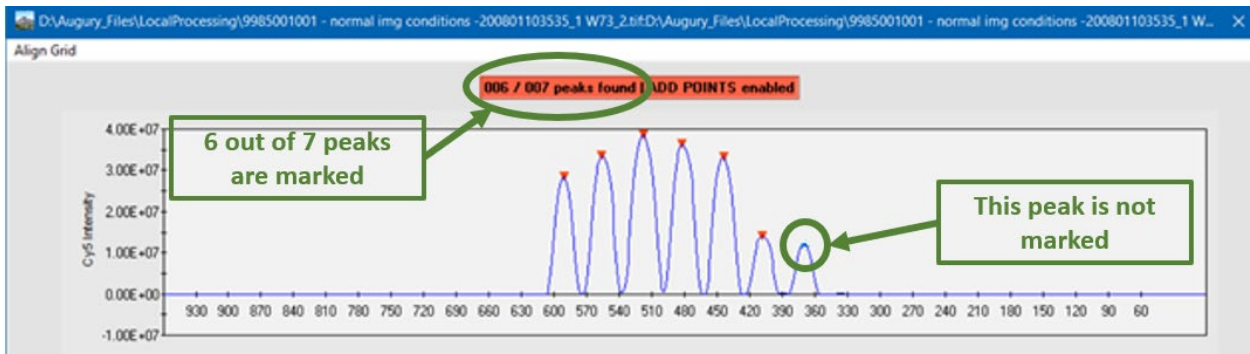 D:\Augury_Files\LocalProcessing\9985001001 - normal img conditions -200801103535_1 W73_2.tif:D:\Augury_Files\LocalProcessing\9985001001 - normal img conditions -200801103535_1 W...
Align Grid
006 / 007 peaks found | ADD POINTS enabled
6 out of 7 peaks
are marked
This peak is not
marked
Cy5 Intensity
4.00E+07
3.00E+07
2.00E+07
1.00E+07
0.00E+00
-1.00E+07
930 900 870 840 810 780 750 720 690 660 630 600 570 540 510 480 450 420 390 360 330 300 270 240 210 180 150 120 90 60